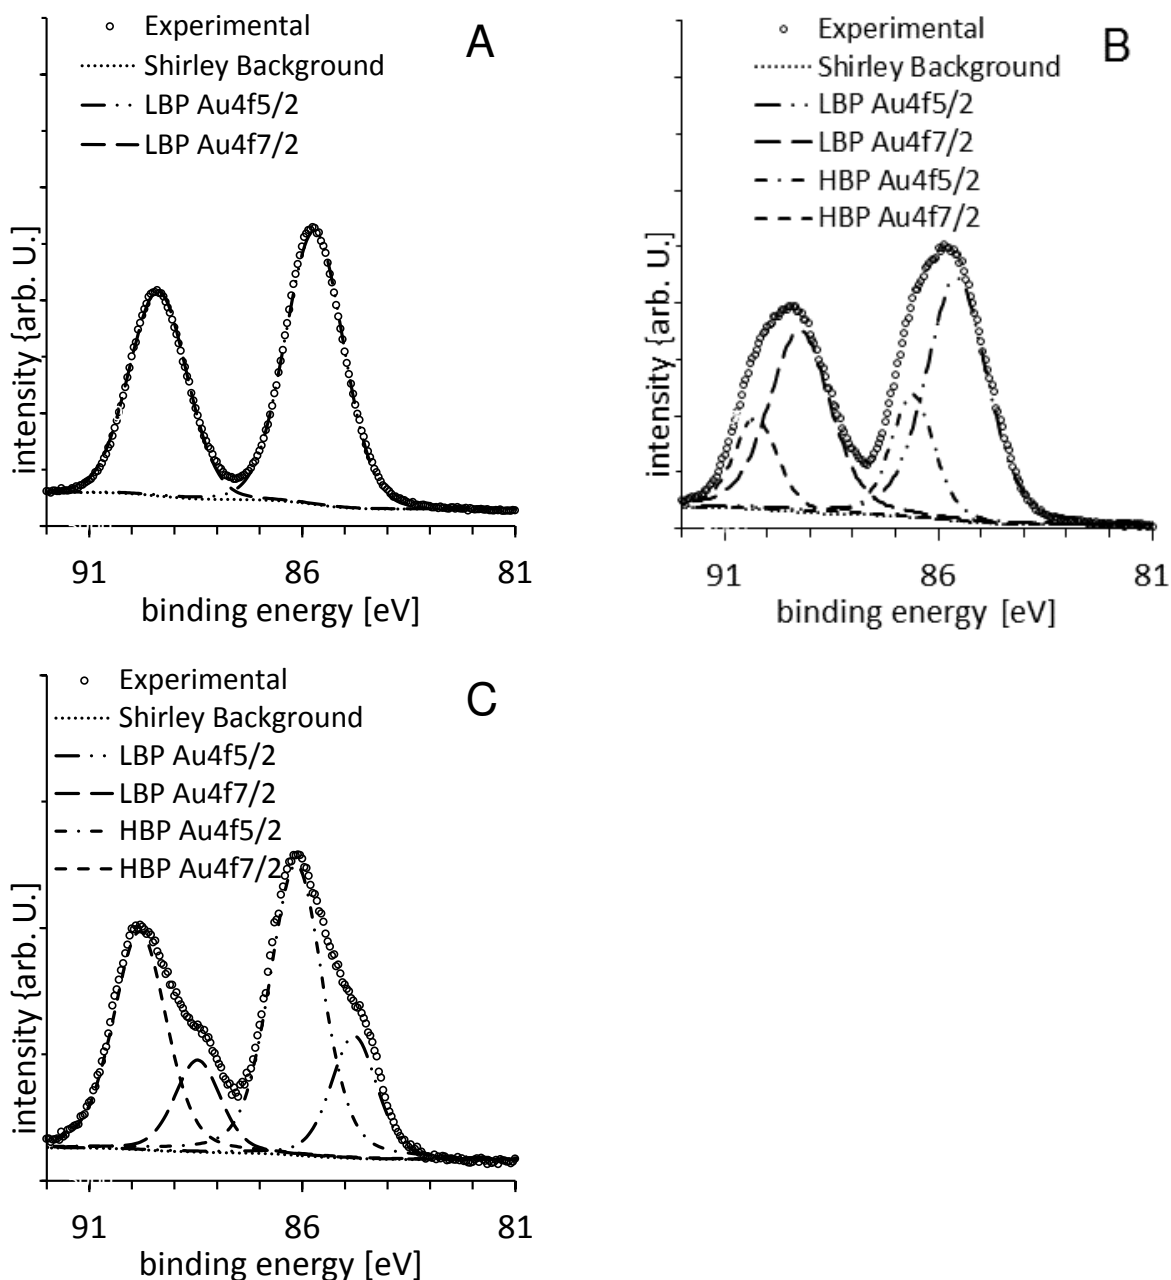 Experimental
Shirley Background
LBP Au4f5/2
LBP Au4f7/2
A
intensity {arb. U.]
91
86
81
binding energy [eV]
Experimental
Shirley Background
LBP Au4f5/2
LBP Au4f7/2
HBP Au4f5/2
HBP Au4f7/2
B
intensity {arb. U.]
91
86
81
binding energy [eV]
Experimental
Shirley Background
LBP Au4f5/2
LBP Au4f7/2
HBP Au4f5/2
HBP Au4f7/2
C
intensity {arb. U.]
91
86
81
binding energy [eV]